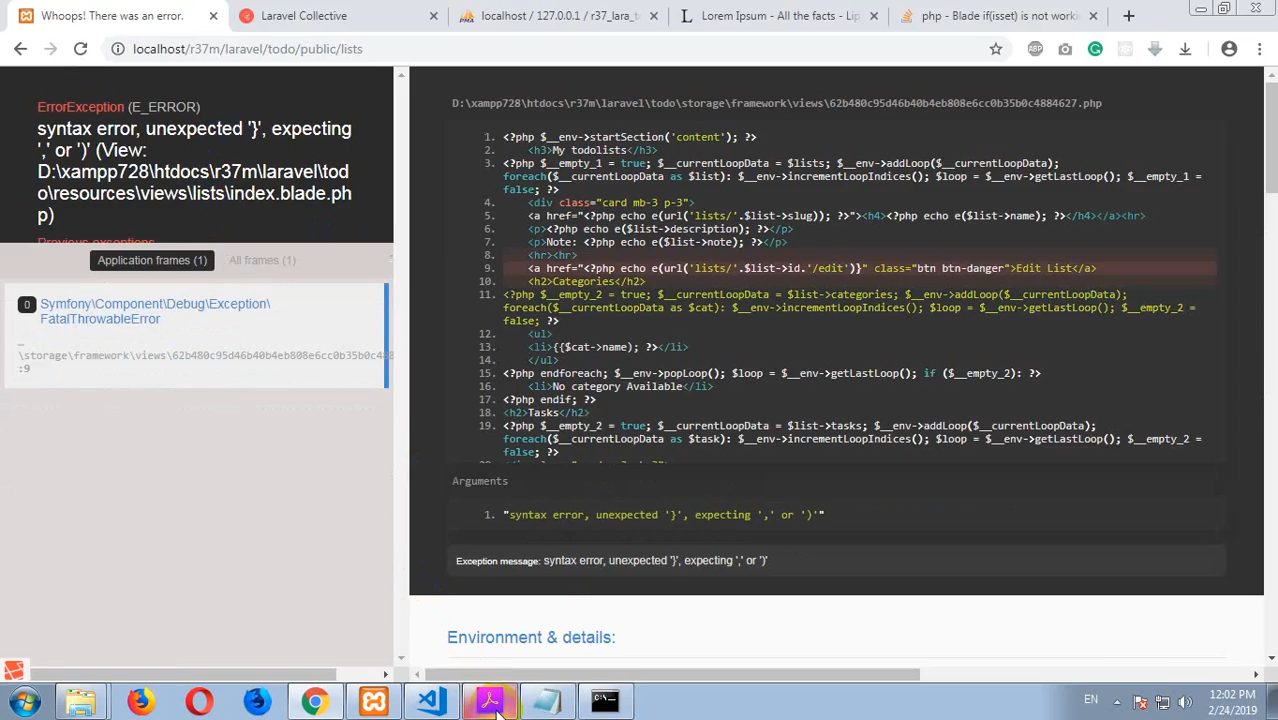 Whoops! There was an error.
Laravel Collective
localhost / 127.0.0.1 / r37_lara_t
Lorem Ipsum - All the facts - Lip
php - Blade if(isset) is not worki
localhost/r37m/laravel/todo/public/lists
ErrorException (E_ERROR)
syntax error, unexpected '}', expecting
',' or ')' (View:
D:\xampp728\htdocs\r37m\laravel\tod
o\resources\views\lists\index.blade.ph
p)
Previous exceptions
Application frames (1)
All frames (1)
0
Symfony\Component\Debug\Exception\
FatalThrowableError
…
\storage\framework\views\62b480c95d46b40b4eb808e6cc0b35b0c488
:9
D:\xampp728\htdocs\r37m\laravel\todo\storage\framework\views\62b480c95d46b40b4eb808e6cc0b35b0c4884627.php
1. <?php $__env->startSection('content'); ?>
2. <h3>My todolists</h3>
3. <?php $__empty_1 = true; $__currentLoopData = $lists; $__env->addLoop($__currentLoopData);
foreach($__currentLoopData as $list): $__env->incrementLoopIndices(); $loop = $__env->getLastLoop(); $__empty_1 =
false; ?>
4. <div class="card mb-3 p-3">
5. <a href="<?php echo e(url('lists/'.$list->slug)); ?>"><h4><?php echo e($list->name); ?></h4></a><hr>
6. <p><?php echo e($list->description); ?></p>
7. <p>Note: <?php echo e($list->note); ?></p>
8. <hr><hr>
9. <a href="<?php echo e(url('lists/'.$list->id.'/edit')}" class="btn btn-danger">Edit List</a>
10. <h2>Categories</h2>
11. <?php $__empty_2 = true; $__currentLoopData = $list->categories; $__env->addLoop($__currentLoopData);
foreach($__currentLoopData as $cat): $__env->incrementLoopIndices(); $loop = $__env->getLastLoop(); $__empty_2 =
false; ?>
12. <ul>
13. <li>{{$cat->name); ?></li>
14. </ul>
15. <?php endforeach; $__env->popLoop(); $loop = $__env->getLastLoop(); if ($__empty_2): ?>
16. <li>No category Available</li>
17. <?php endif; ?>
18. <h2>Tasks</h2>
19. <?php $__empty_2 = true; $__currentLoopData = $list->tasks; $__env->addLoop($__currentLoopData);
foreach($__currentLoopData as $task): $__env->incrementLoopIndices(); $loop = $__env->getLastLoop(); $__empty_2 =
false; ?>
Arguments
1. "syntax error, unexpected '}', expecting ',' or ')'"
Exception message: syntax error, unexpected '}', expecting ',' or ')'
Environment & details:
EN
12:02 PM
2/24/2019